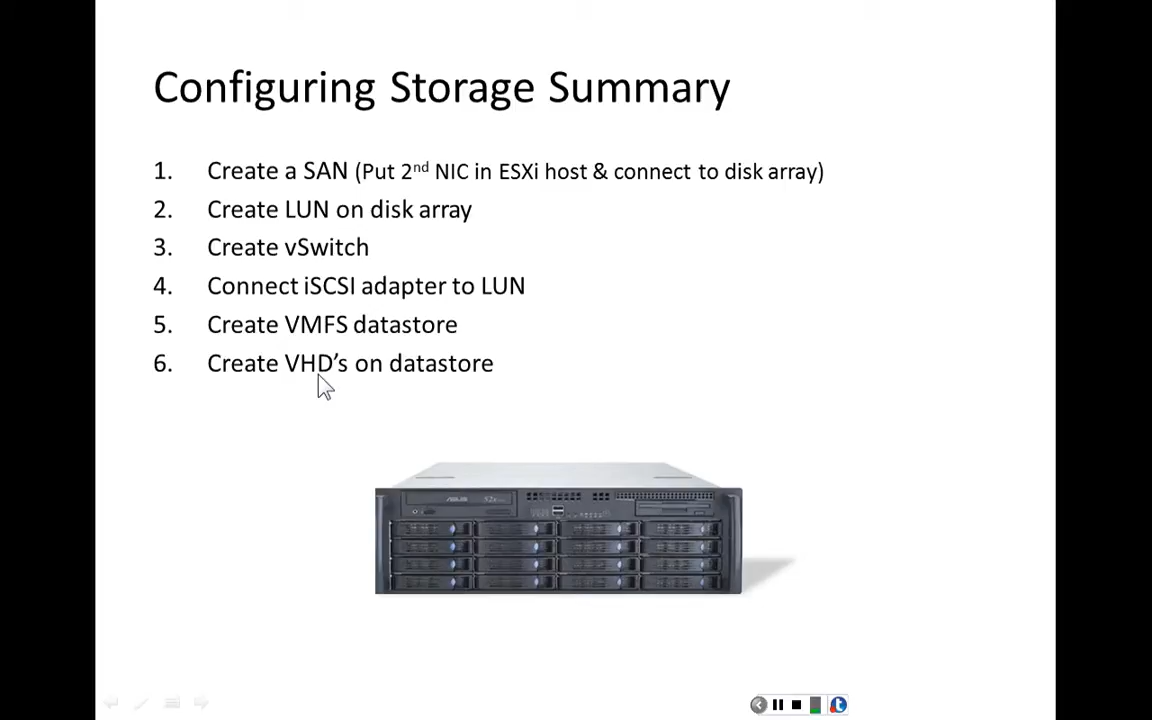 Configuring Storage Summary
1. Create a SAN (Put 2nd NIC in ESXi host & connect to disk array)
2. Create LUN on disk array
3. Create vSwitch
4. Connect iSCSI adapter to LUN
5. Create VMFS datastore
6. Create VHD’s on datastore
ASUS